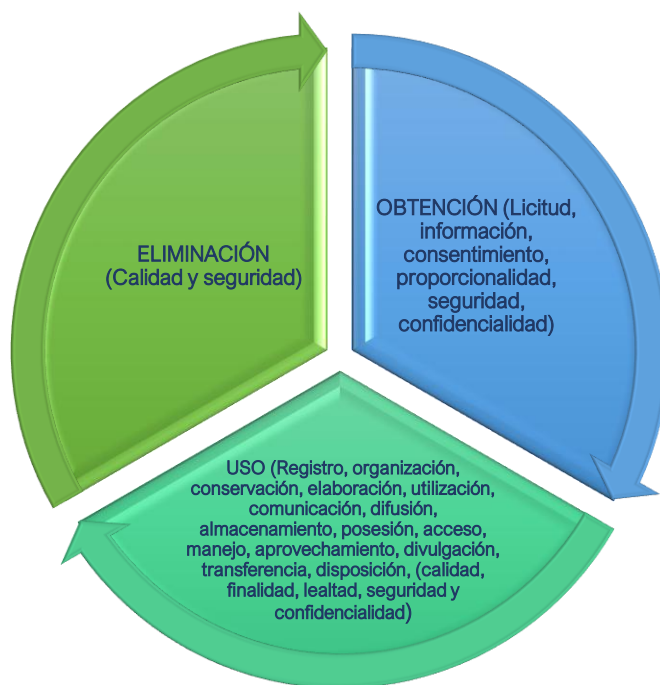 OBTENCIÓN (Licitud,
información,
consentimiento,
proporcionalidad,
seguridad,
confidencialidad)
USO (Registro, organización,
conservación, elaboración, utilización,
comunicación, difusión,
almacenamiento, posesión, acceso,
manejo, aprovechamiento, divulgación,
transferencia, disposición, (calidad,
finalidad, lealtad, seguridad y
confidencialidad)
ELIMINACIÓN
(Calidad y seguridad)